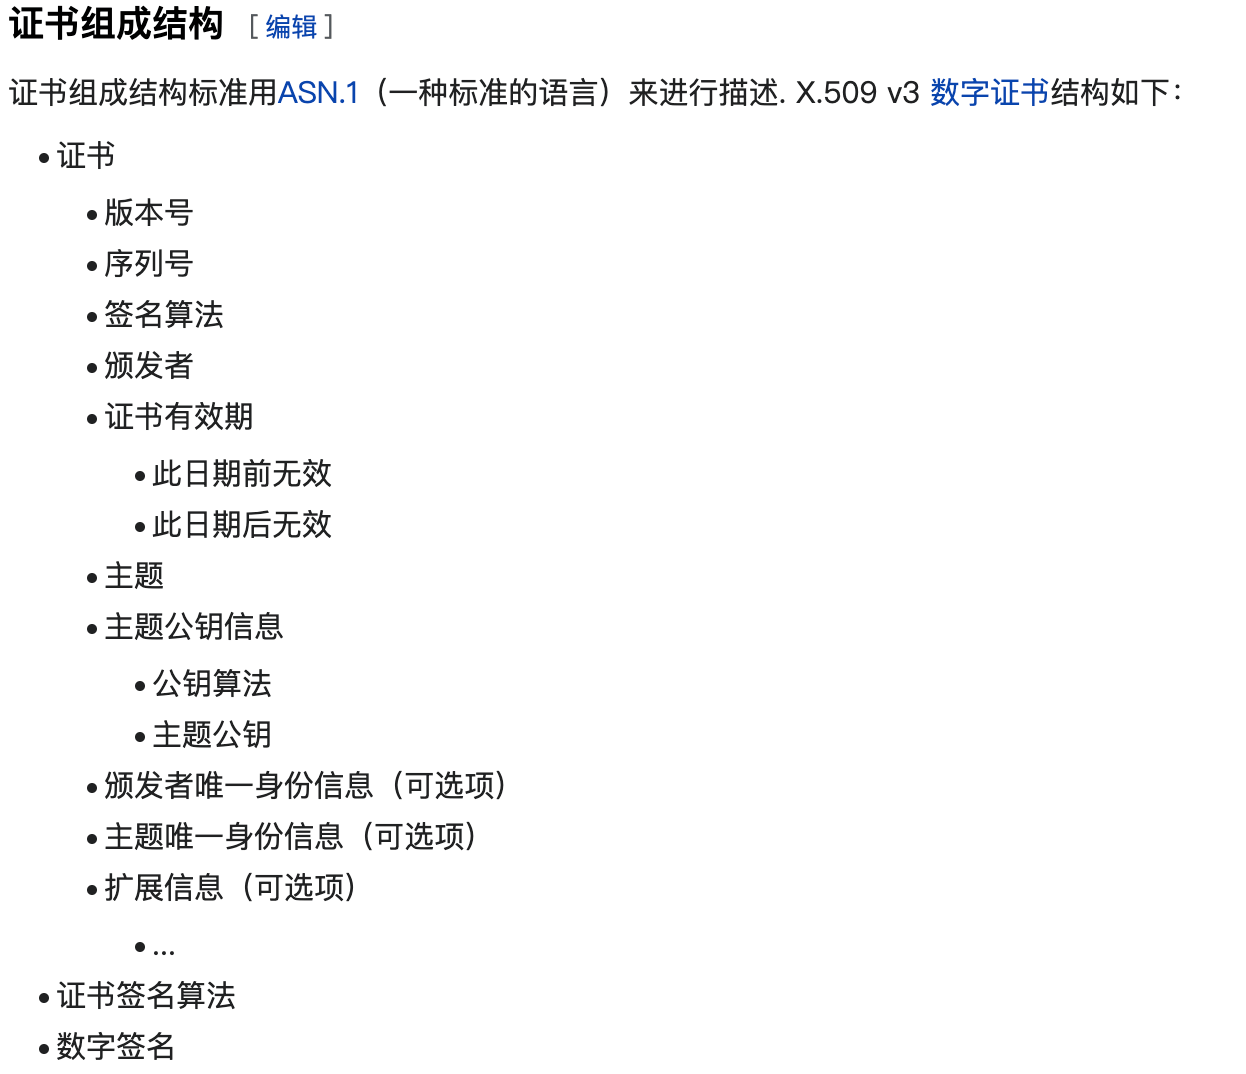 证书组成结构 [ 编辑 ]
证书组成结构标准用ASN.1（一种标准的语言）来进行描述. X.509 v3 数字证书结构如下：
• 证书
• 版本号
• 序列号
• 签名算法
• 颁发者
• 证书有效期
• 此日期前无效
• 此日期后无效
• 主题
• 主题公钥信息
• 公钥算法
• 主题公钥
• 颁发者唯一身份信息（可选项）
• 主题唯一身份信息（可选项）
• 扩展信息（可选项）
• ...
• 证书签名算法
• 数字签名